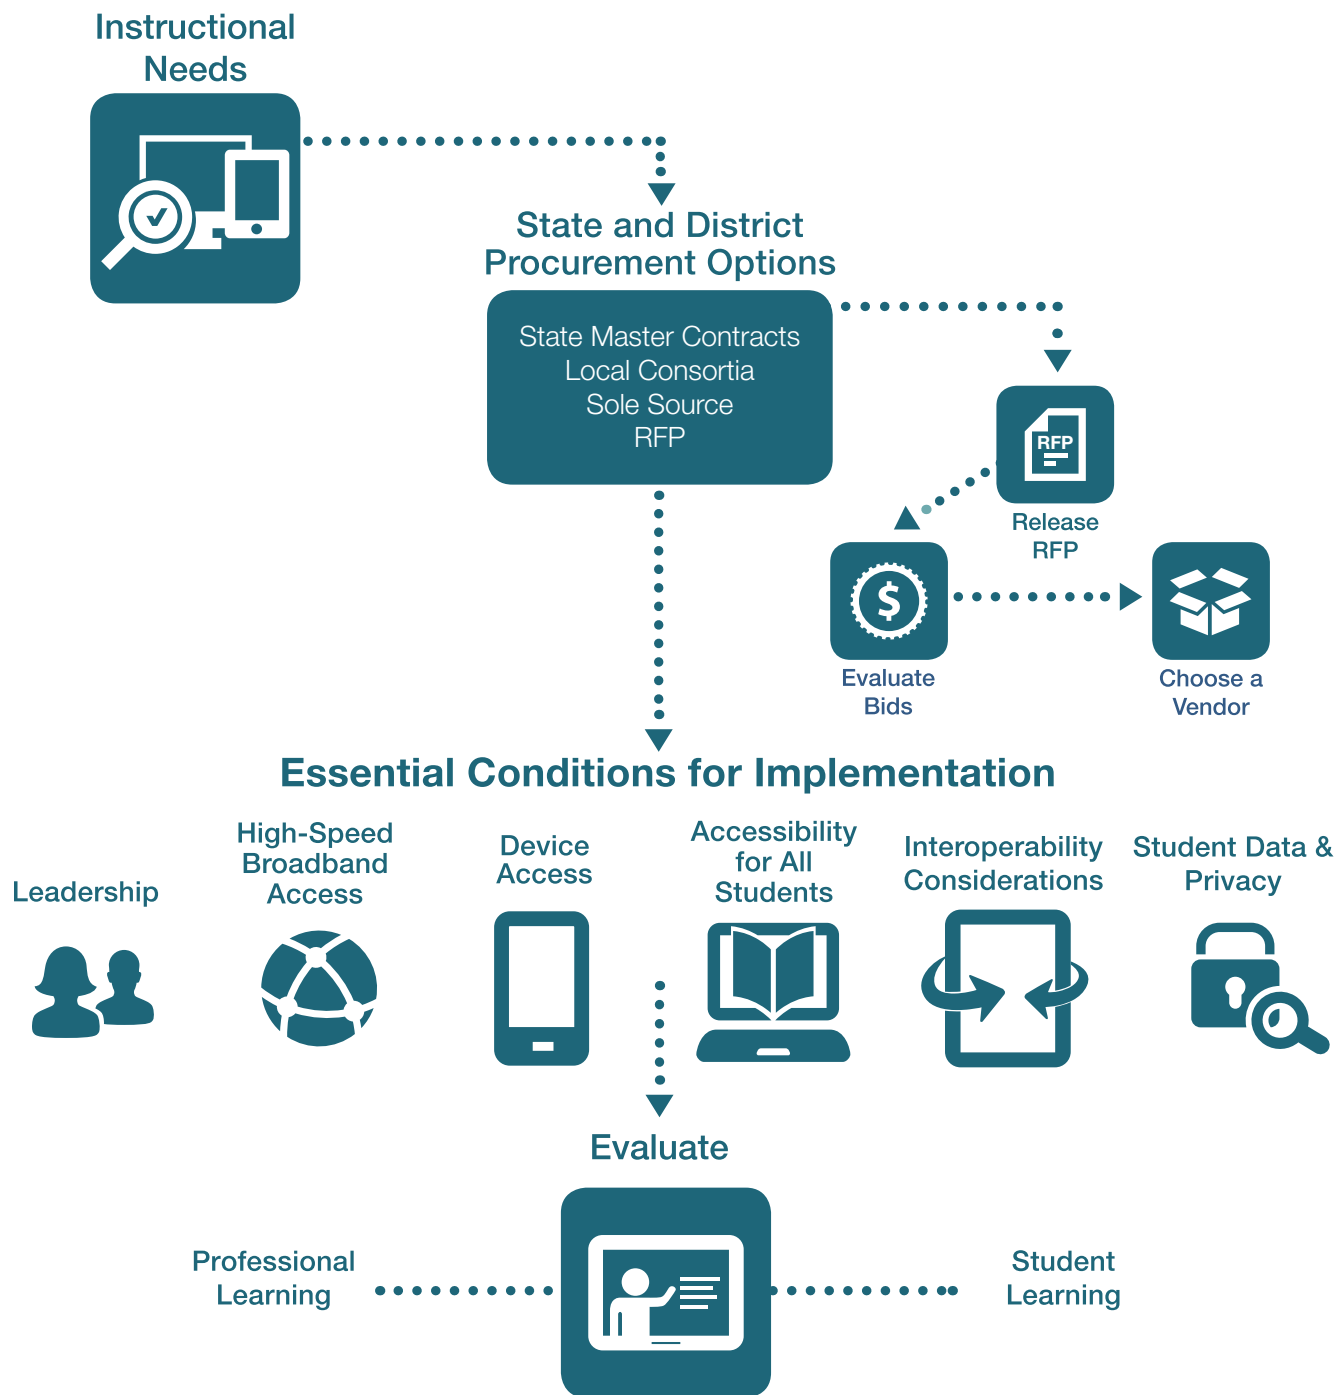 Instructional
Needs
State and District
Procurement Options
State Master Contracts
Local Consortia
Sole Source
RFP
RFP
Release
RFP
Evaluate
Bids
Choose a
Vendor
Essential Conditions for Implementation
Leadership
High-Speed
Broadband
Access
Device
Access
Accessibility
for All
Students
Interoperability
Considerations
Student Data &
Privacy
Evaluate
Professional
Learning
Student
Learning